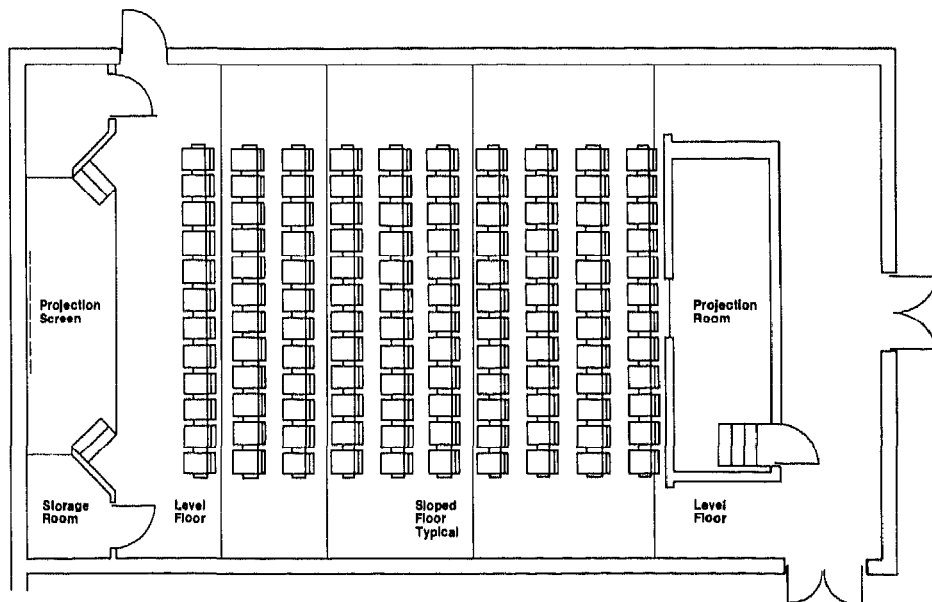 Projection
Screen
Projection
Room
Storage
Room
Level
Floor
Sloped
Floor
Typical
Level
Floor